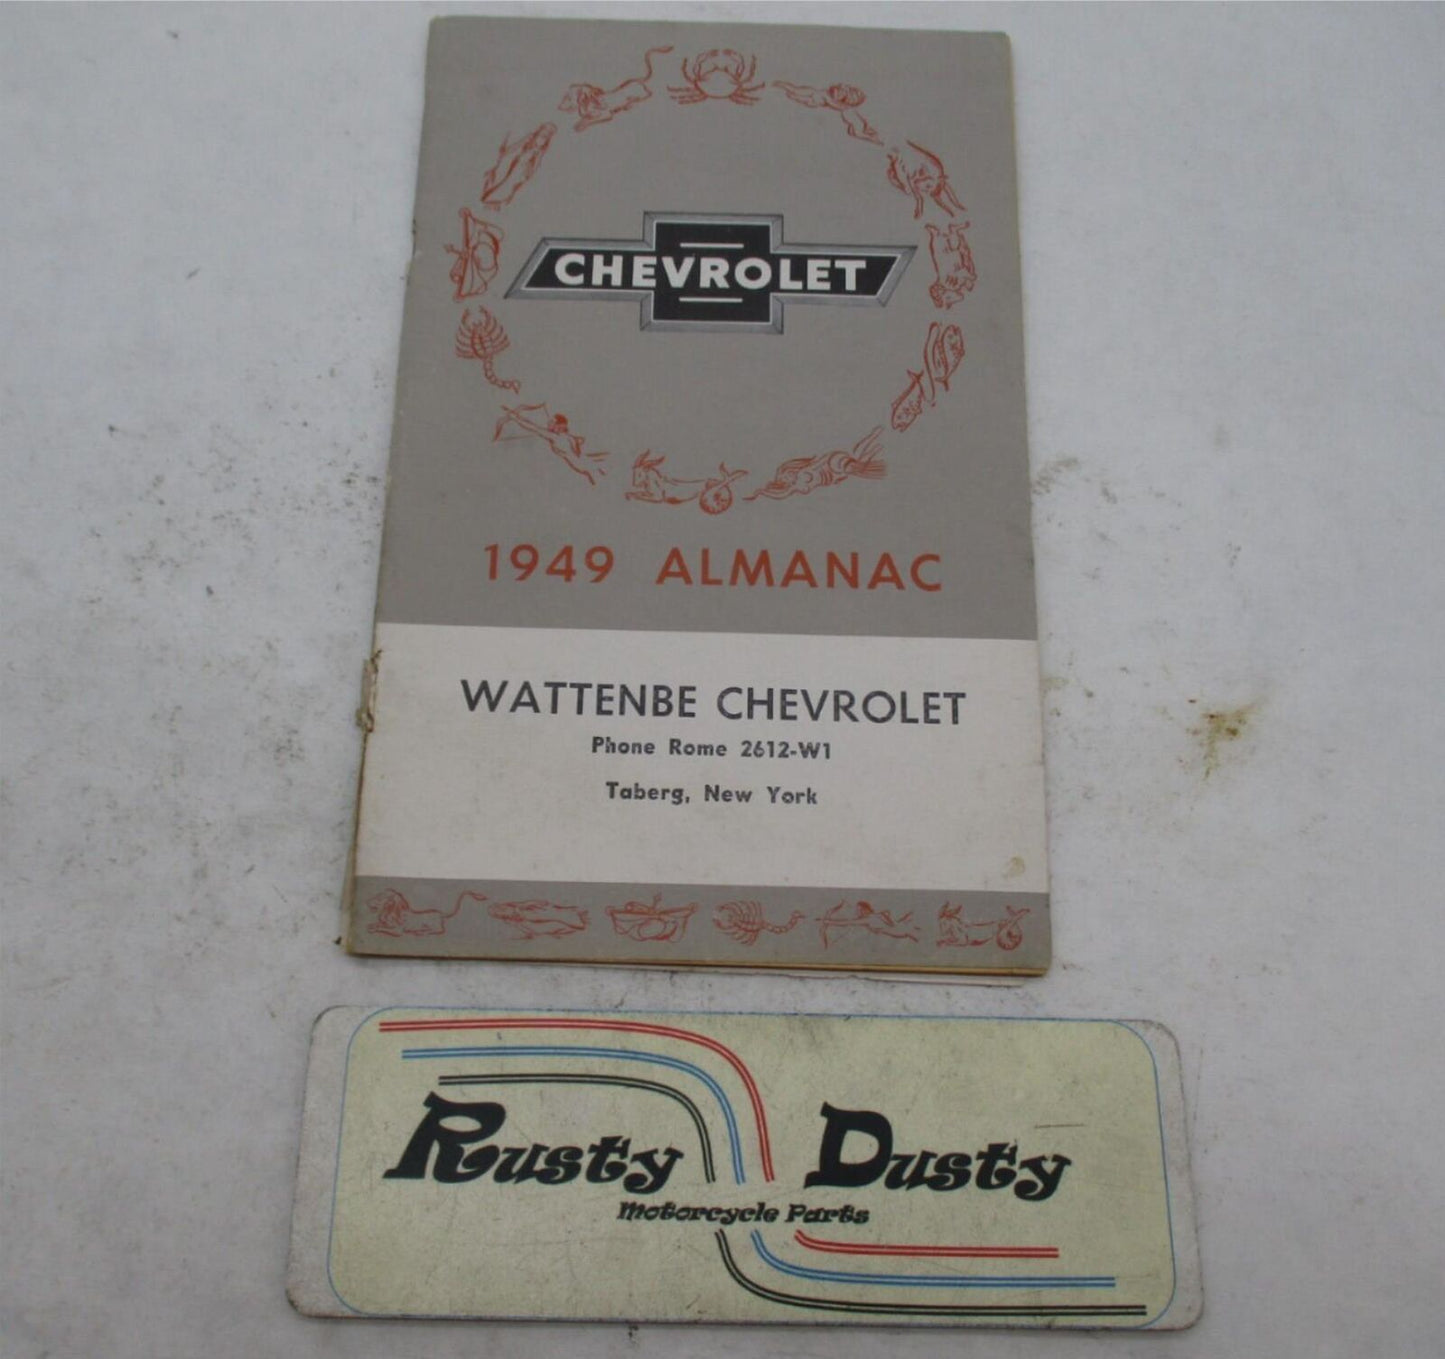 CHEVROLET
1949 ALMANAC
WATTENBE CHEVROLET
Phone Rome 2612-W1
Taberg, New York
Rusty Dusty
Motorcycle Parts